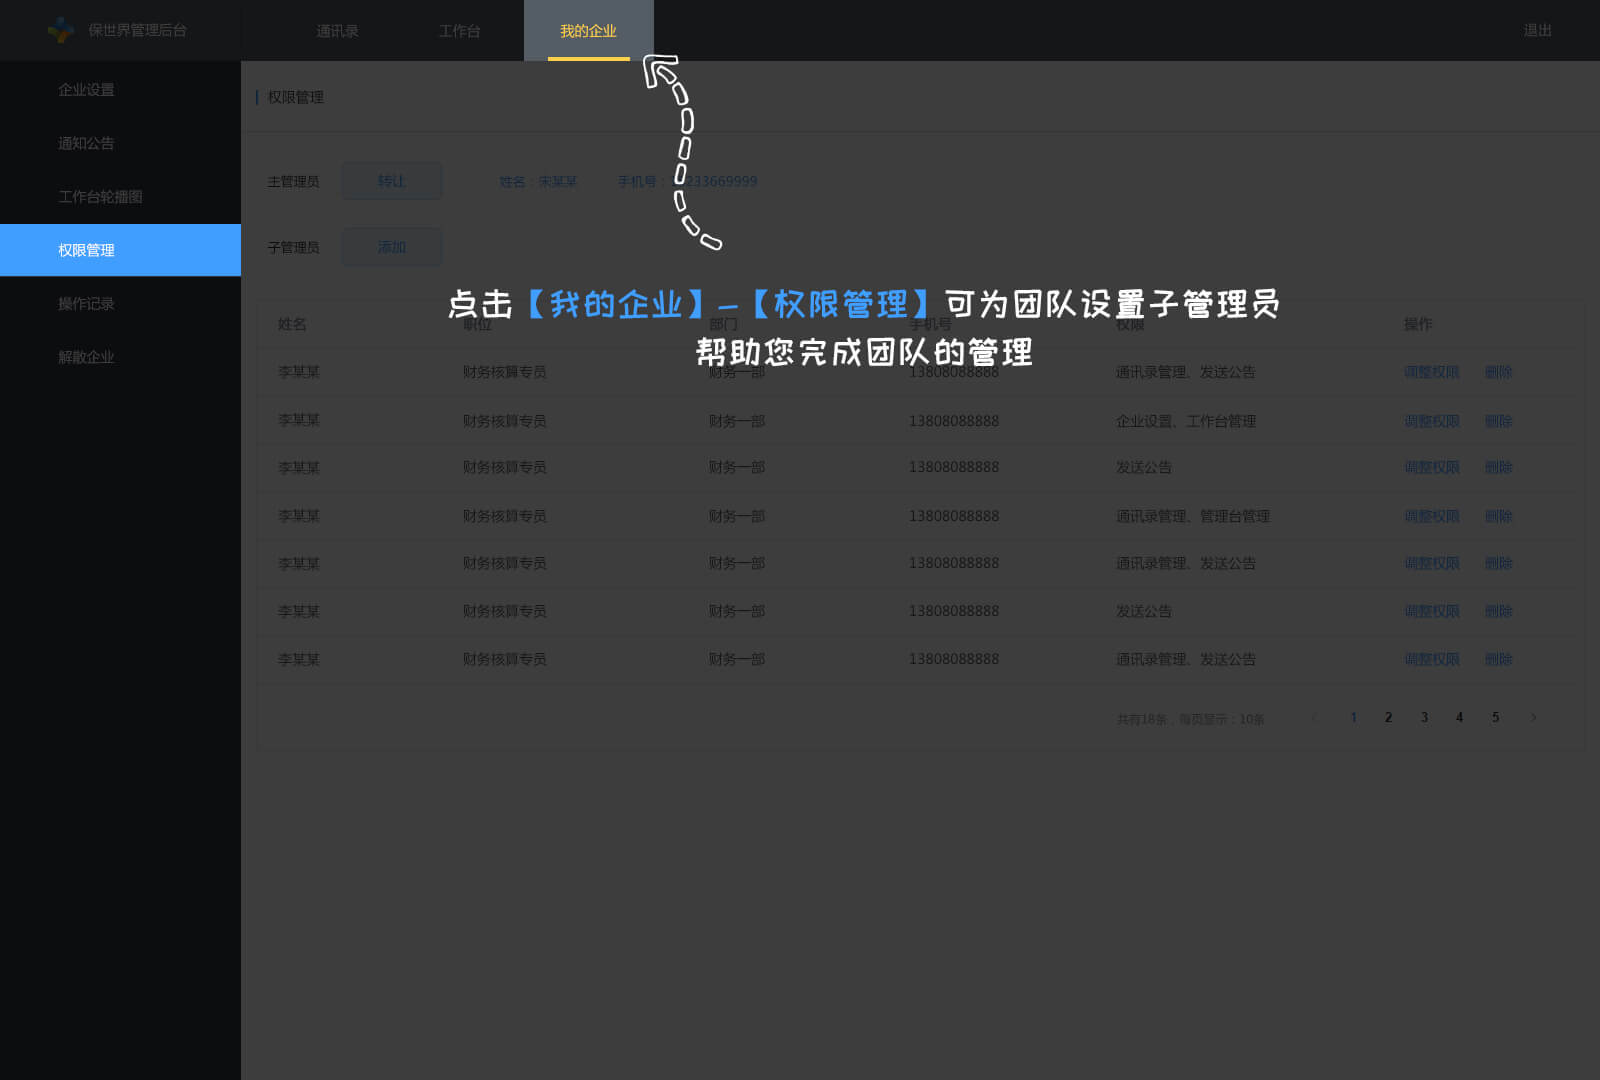 保世界管理后台 通讯录 工作台 我的企业 退出
企业设置
通知公告
工作台轮播图
权限管理
操作记录
解散企业
权限管理
主管理员 转让 姓名：宋某某 手机号： 233669999
子管理员 添加
点击【我的企业】-【权限管理】可为团队设置子管理员
帮助您完成团队的管理
姓名 职位 部门 手机号 权限 操作
李某某 财务核算专员 财务一部 13808088888 通讯录管理、发送公告 调整权限 删除
李某某 财务核算专员 财务一部 13808088888 企业设置、工作台管理 调整权限 删除
李某某 财务核算专员 财务一部 13808088888 发送公告 调整权限 删除
李某某 财务核算专员 财务一部 13808088888 通讯录管理、管理台管理 调整权限 删除
李某某 财务核算专员 财务一部 13808088888 通讯录管理、发送公告 调整权限 删除
李某某 财务核算专员 财务一部 13808088888 发送公告 调整权限 删除
李某某 财务核算专员 财务一部 13808088888 通讯录管理、发送公告 调整权限 删除
共有18条，每页显示：10条 < 1 2 3 4 5 >